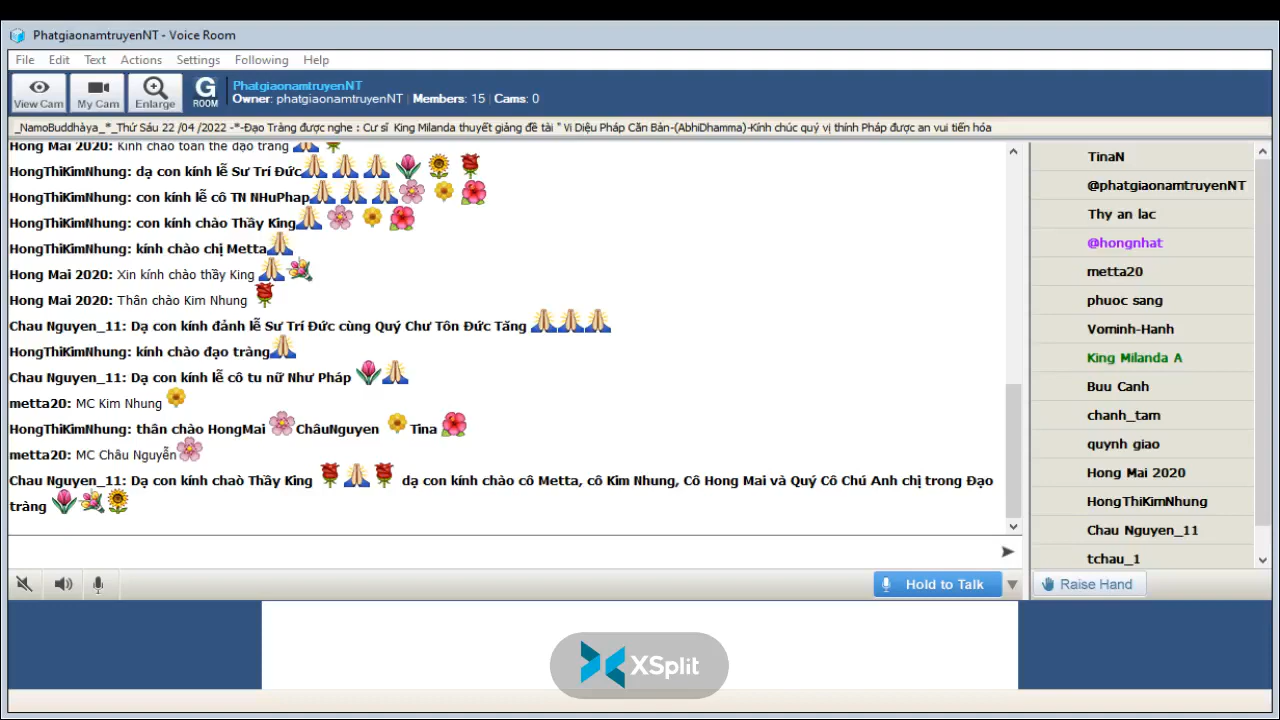 PhatgiaonamtruyenNT - Voice Room
File Edit Text Actions Settings Following Help
View Cam My Cam Enlarge G ROOM
PhatgiaonamtruyenNT
Owner: phatgiaonamtruyenNT | Members: 15 | Cams: 0
_NamoBuddhàya_*_Thứ Sáu 22 /04 /2022 -*-Đạo Tràng được nghe : Cư sĩ King Milanda thuyết giảng đề tài " Vi Diệu Pháp Căn Bản-(AbhiDhamma)-Kính chúc quý vị thính Pháp được an vui tiến hóa
Hong Mai 2020: Kính chào toàn thể đạo tràng
HongThiKimNhung: dạ con kính lễ Sư Trí Đức
HongThiKimNhung: con kính lễ cô TN NHuPhap
HongThiKimNhung: con kính chào Thầy King
HongThiKimNhung: kính chào chị Metta
Hong Mai 2020: Xin kính chào thầy King
Hong Mai 2020: Thân chào Kim Nhung
Chau Nguyen_11: Dạ con kính đảnh lễ Sư Trí Đức cùng Quý Chư Tôn Đức Tăng
HongThiKimNhung: kính chào đạo tràng
Chau Nguyen_11: Dạ con kính lễ cô tu nữ Như Pháp
metta20: MC Kim Nhung
HongThiKimNhung: thân chào HongMai ChâuNguyen Tina
metta20: MC Châu Nguyễn
Chau Nguyen_11: Dạ con kính chaò Thầy King dạ con kính chào cô Metta, cô Kim Nhung, Cô Hong Mai và Quý Cô Chú Anh chị trong Đạo
tràng
TinaN
@phatgiaonamtruyenNT
Thy an lac
@hongnhat
metta20
phuoc sang
Vominh-Hanh
King Milanda A
Buu Canh
chanh_tam
quynh giao
Hong Mai 2020
HongThiKimNhung
Chau Nguyen_11
tchau_1
Hold to Talk
Raise Hand
XSplit